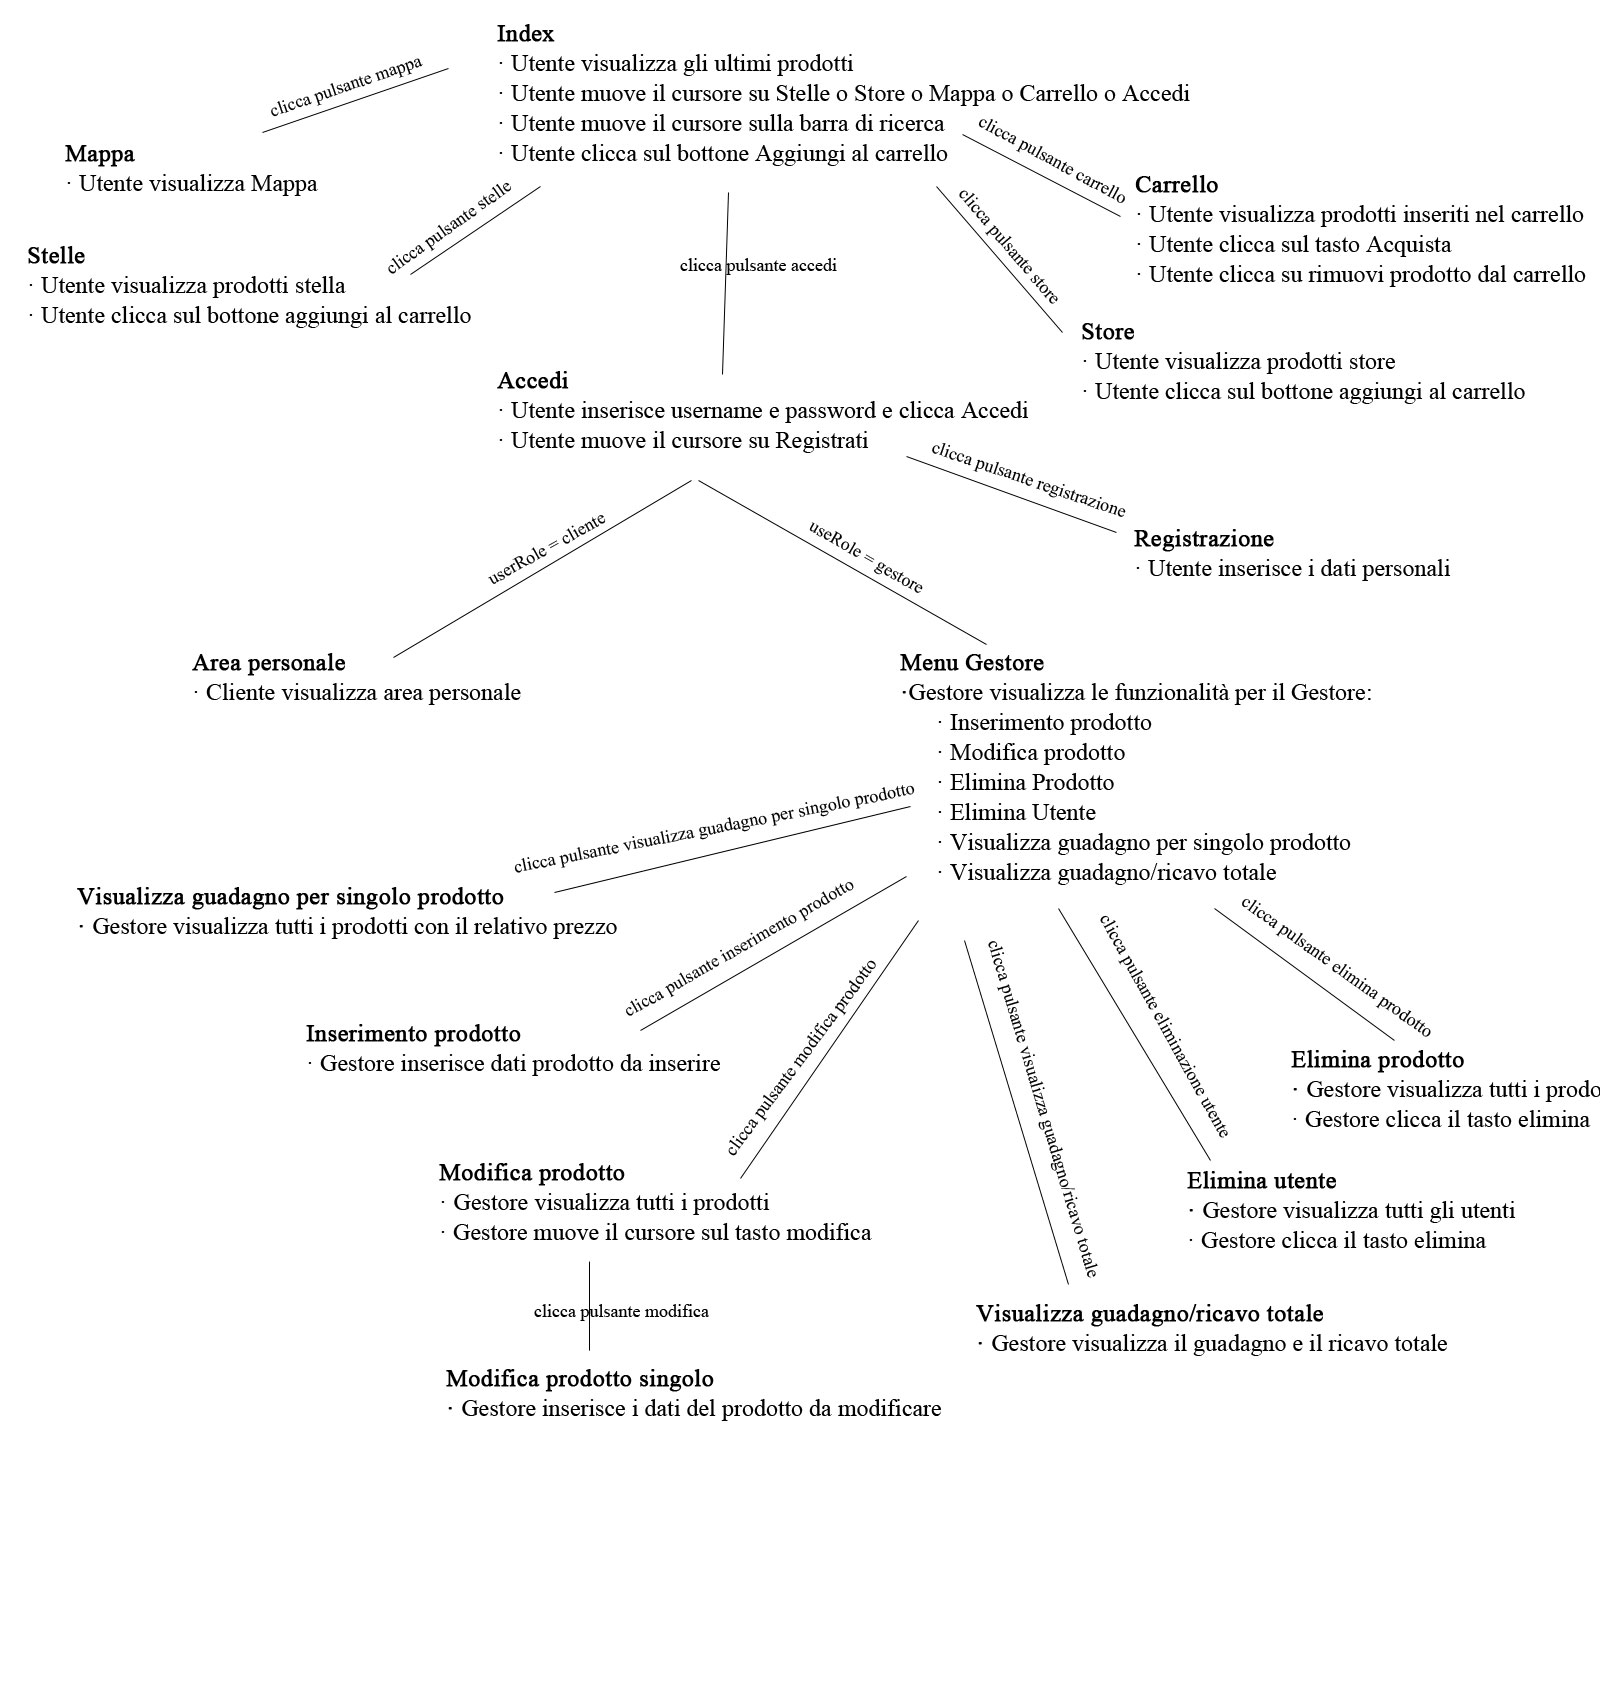 Index
· Utente visualizza gli ultimi prodotti
· Utente muove il cursore su Stelle o Store o Mappa o Carrello o Accedi
· Utente muove il cursore sulla barra di ricerca
· Utente clicca sul bottone Aggiungi al carrello
clicca pulsante mappa
Mappa
· Utente visualizza Mappa
clicca pulsante stelle
Stelle
· Utente visualizza prodotti stella
· Utente clicca sul bottone aggiungi al carrello
clicca pulsante carrello
Carrello
· Utente visualizza prodotti inseriti nel carrello
· Utente clicca sul tasto Acquista
· Utente clicca su rimuovi prodotto dal carrello
clicca pulsante store
Store
· Utente visualizza prodotti store
· Utente clicca sul bottone aggiungi al carrello
clicca pulsante accedi
Accedi
· Utente inserisce username e password e clicca Accedi
· Utente muove il cursore su Registrati
clicca pulsante registrazione
Registrazione
· Utente inserisce i dati personali
userRole = cliente
useRole = gestore
Area personale
· Cliente visualizza area personale
Menu Gestore
·Gestore visualizza le funzionalità per il Gestore:
· Inserimento prodotto
· Modifica prodotto
· Elimina Prodotto
· Elimina Utente
· Visualizza guadagno per singolo prodotto
· Visualizza guadagno/ricavo totale
clicca pulsante visualizza guadagno per singolo prodotto
Visualizza guadagno per singolo prodotto
· Gestore visualizza tutti i prodotti con il relativo prezzo
clicca pulsante inserimento prodotto
Inserimento prodotto
· Gestore inserisce dati prodotto da inserire
clicca pulsante modifica prodotto
Modifica prodotto
· Gestore visualizza tutti i prodotti
· Gestore muove il cursore sul tasto modifica
clicca pulsante modifica
Modifica prodotto singolo
· Gestore inserisce i dati del prodotto da modificare
clicca pulsante visualizza guadagno/ricavo totale
Visualizza guadagno/ricavo totale
· Gestore visualizza il guadagno e il ricavo totale
clicca pulsante eliminazione utente
Elimina utente
· Gestore visualizza tutti gli utenti
· Gestore clicca il tasto elimina
clicca pulsante elimina prodotto
Elimina prodotto
· Gestore visualizza tutti i prodo
· Gestore clicca il tasto elimina